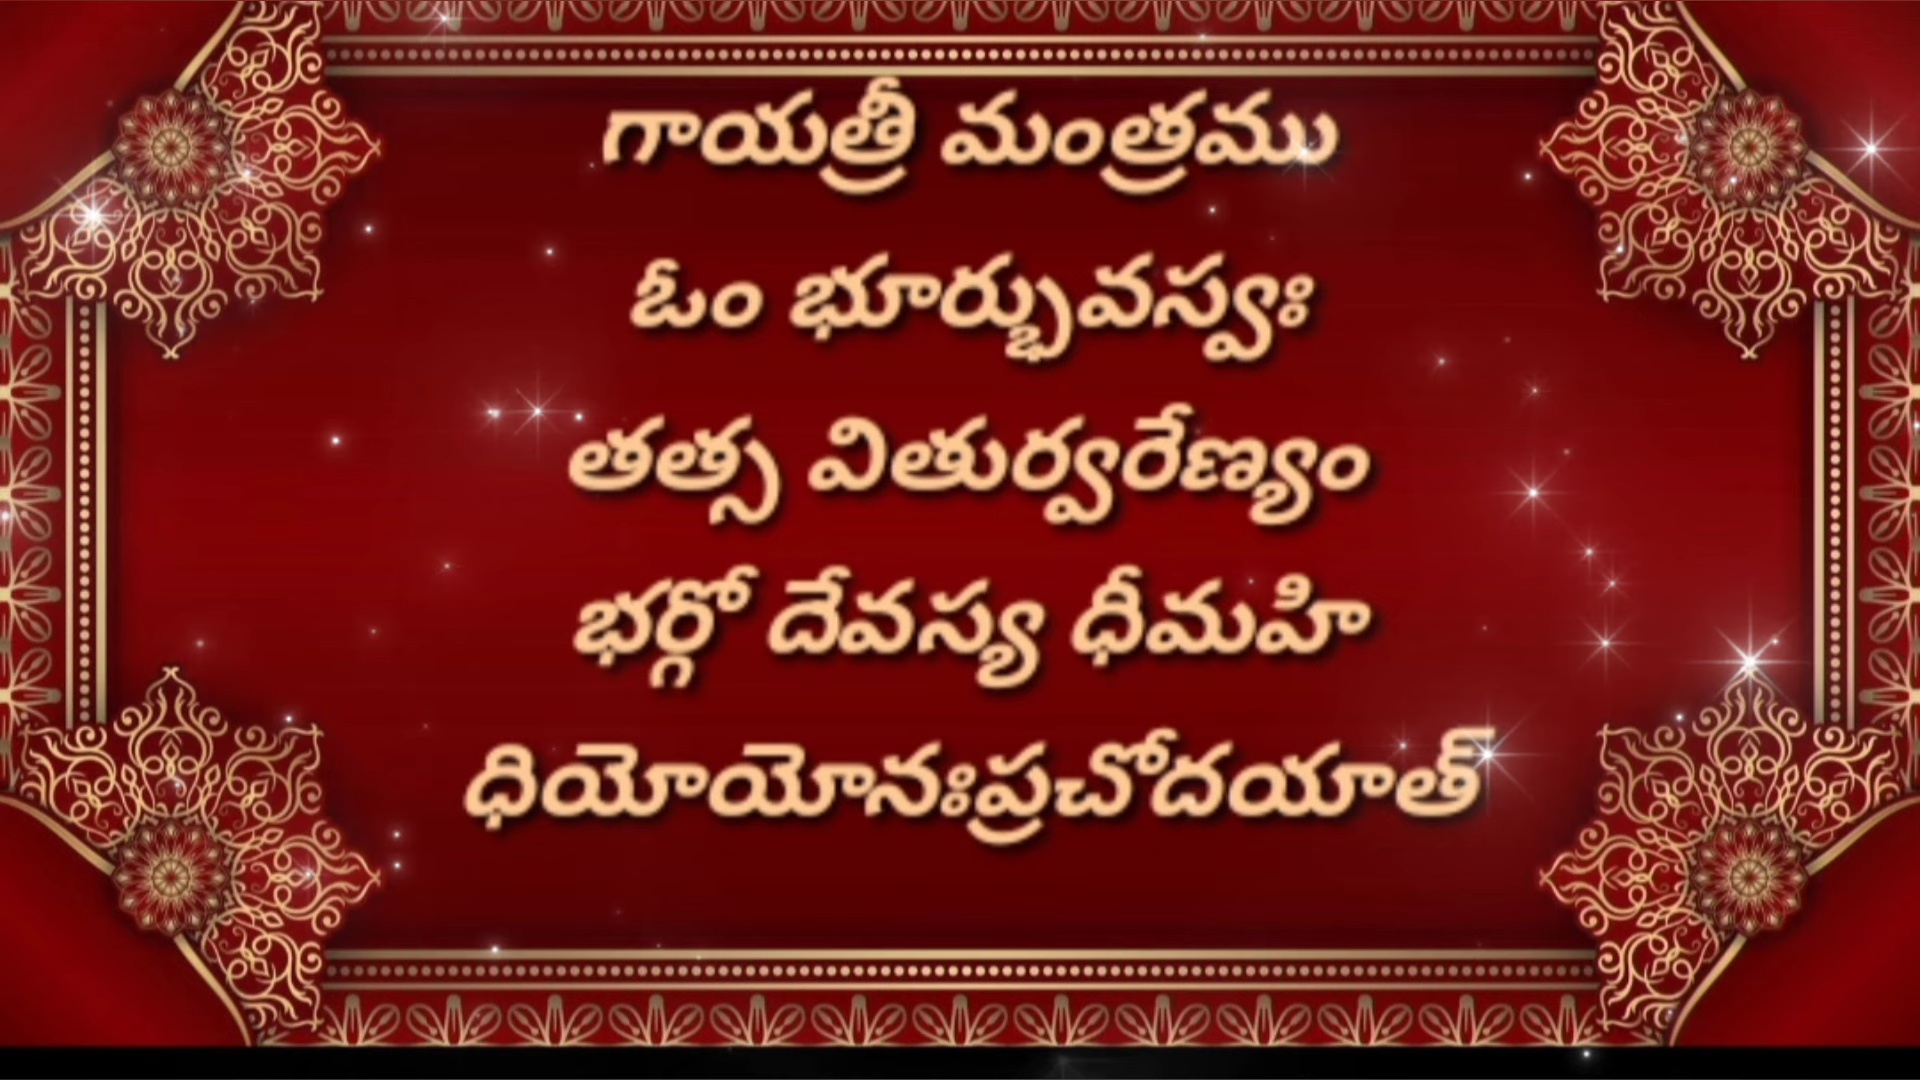 గాయత్రీ మంత్రము
ఓం భూర్భువస్వః
తత్స వితుర్వరేణ్యం
భర్గో దేవస్య ధీమహి
ధియోయోనఃప్రచోదయాత్